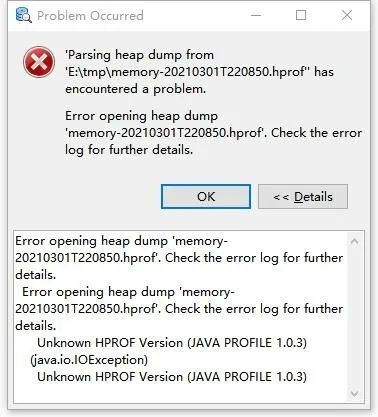 Problem Occurred
'Parsing heap dump from
'E:\tmp\memory-20210301T220850.hprof'' has
encountered a problem.
Error opening heap dump
'memory-20210301T220850.hprof'. Check the error
log for further details.
OK
<< Details
Error opening heap dump 'memory-
20210301T220850.hprof'. Check the error log for further
details.
Error opening heap dump 'memory-
20210301T220850.hprof'. Check the error log for further
details.
Unknown HPROF Version (JAVA PROFILE 1.0.3)
(java.io.IOException)
Unknown HPROF Version (JAVA PROFILE 1.0.3)